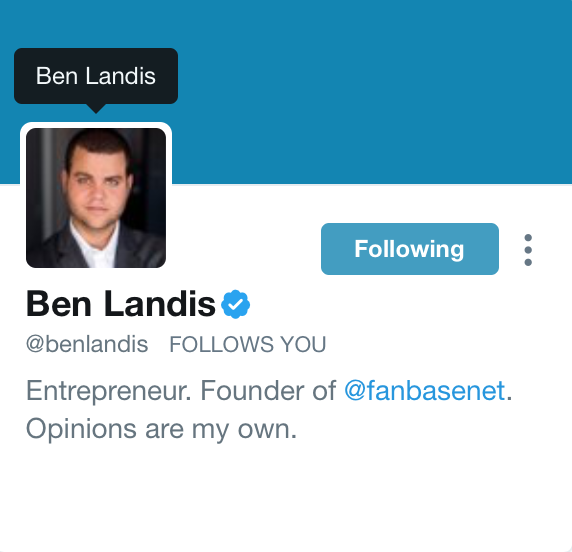 Ben Landis
Following
Ben Landis
@benlandis FOLLOWS YOU
Entrepreneur. Founder of @fanbasenet.
Opinions are my own.